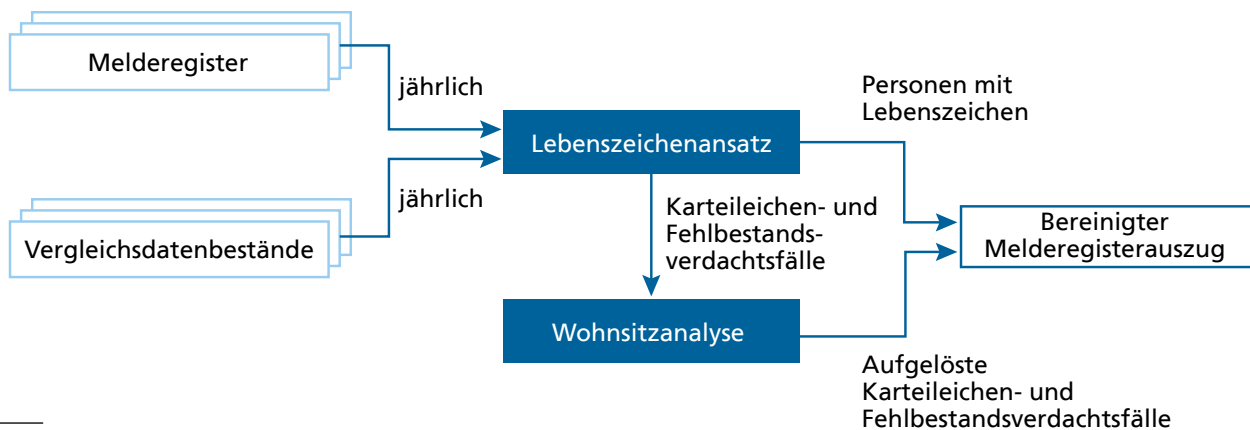 Melderegister
jährlich
Personen mit
Lebenszeichen
Lebenszeichenansatz
jährlich
Vergleichsdatenbestände
Karteileichen- und
Fehlbestands-
verdachtsfälle
Bereinigter
Melderegisterauszug
Wohnsitzanalyse
Aufgelöste
Karteileichen- und
Fehlbestandsverdachtsfälle